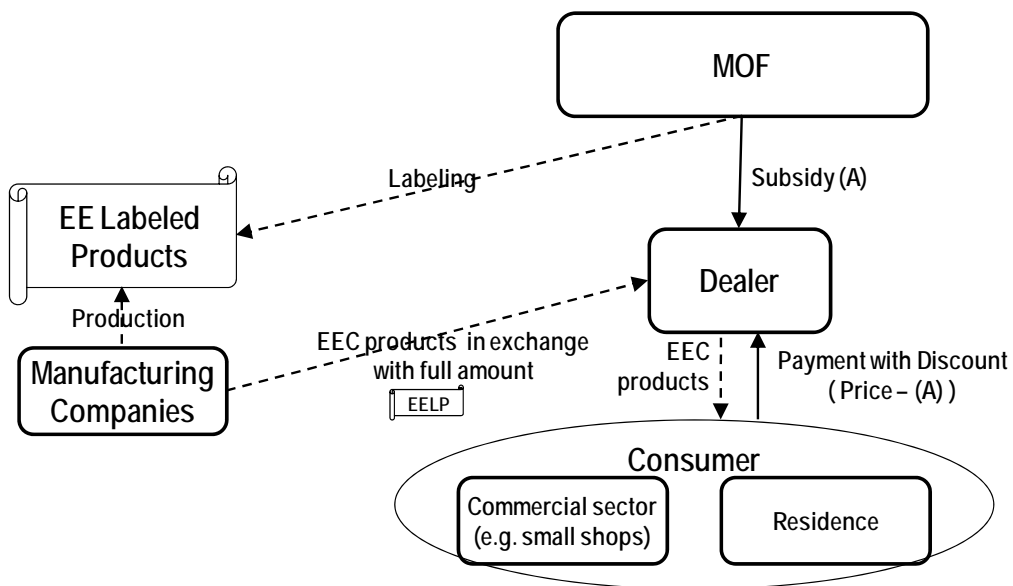 MOF
Labeling
Subsidy (A)
EE Labeled
Products
Dealer
Production
EEC products in exchange
with full amount
EELP
EEC
products
Payment with Discount
( Price – (A) )
Manufacturing
Companies
Consumer
Commercial sector
(e.g. small shops)
Residence